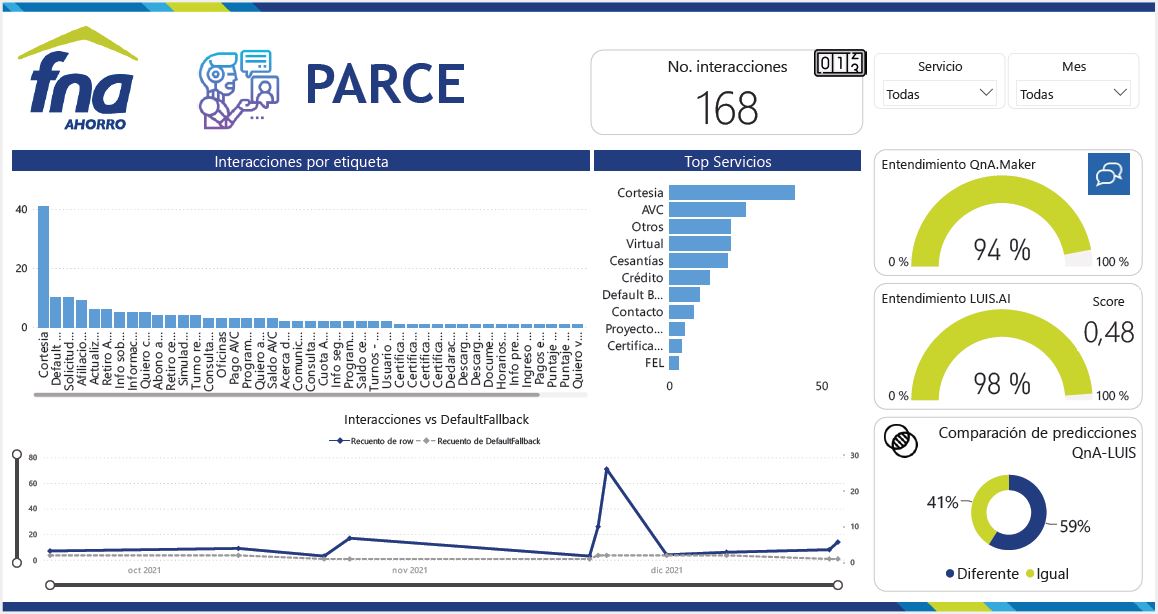 fna
AHORRO
PARCE
No. interacciones
168
Servicio
Todas
Mes
Todas
Interacciones por etiqueta
40
20
0
Cortesia
Default ...
Solicitud...
Afiliacio...
Actualiz...
Retiro A...
Info sob...
Informac...
Quiero c...
Abono a...
Retiro ce...
Simulad...
Turno re...
Consulta...
Oficinas
Pago AVC
Program...
Quiero a...
Saldo AVC
Acerca d...
Comunic...
Consulta...
Cuota A...
Info seg...
Program...
Saldo ce...
Turnos - ...
Usuario ...
Certifica...
Certifica...
Certifica...
Certifica...
Declarac...
Descarg...
Descarg...
Docume...
Horarios...
Info pre...
Ingreso ...
Pagos e...
Puntaje ...
Puntaje ...
Quiero v...
Top Servicios
Cortesia
AVC
Otros
Virtual
Cesantías
Crédito
Default B...
Contacto
Proyecto...
Certifica...
FEL
0 50
Entendimiento QnA.Maker
94 %
0 % 100 %
Entendimiento LUIS.AI
Score
0,48
98 %
0 % 100 %
Interacciones vs DefaultFallback
Recuento de row Recuento de DefaultFallback
80
60
40
20
0
30
20
10
0
oct 2021 nov 2021 dic 2021
Comparación de predicciones
QnA-LUIS
41%
59%
Diferente Igual